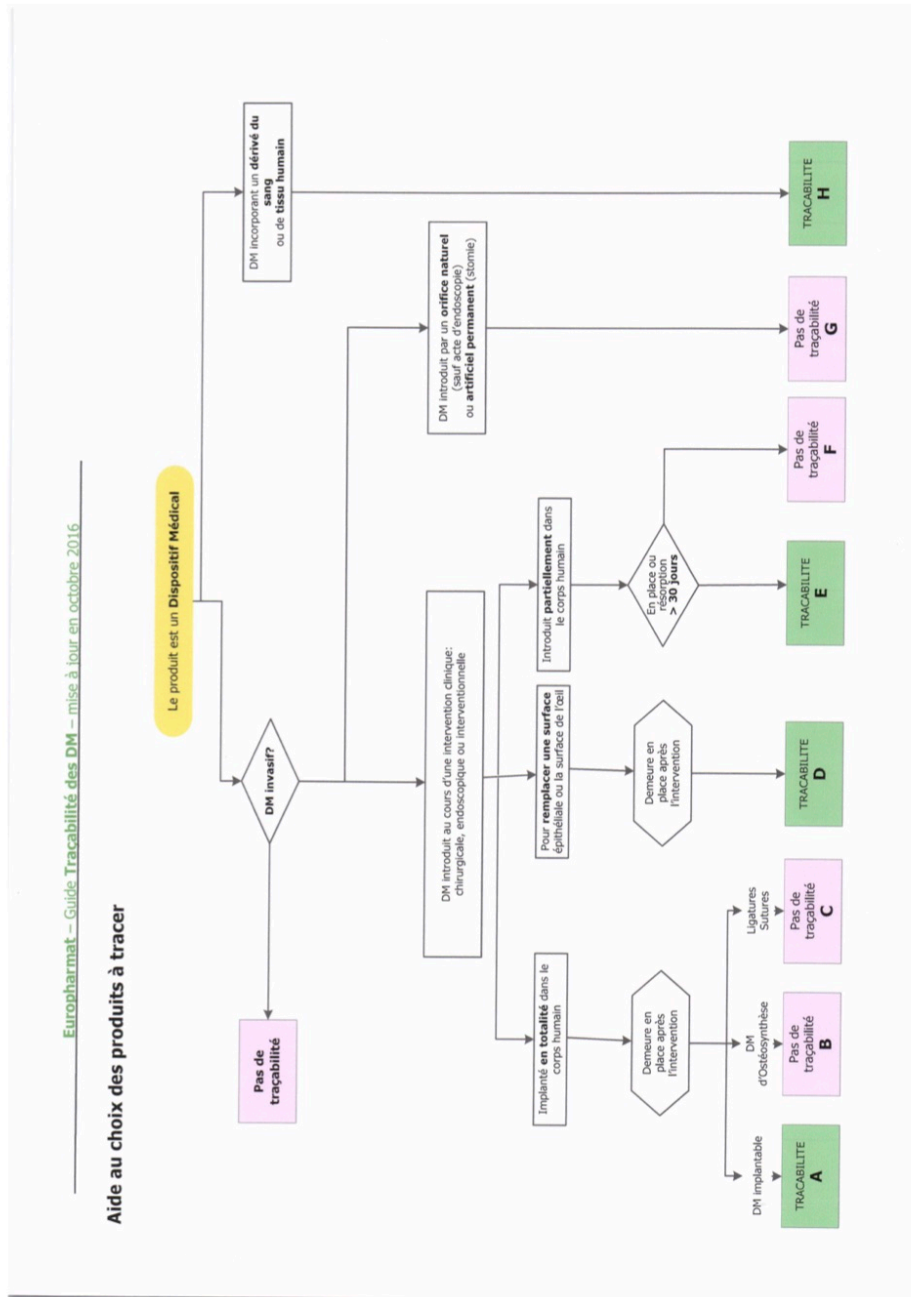 Europharmat – Guide Traçabilité des DM – mise à jour en octobre 2016
Aide au choix des produits à tracer
Le produit est un Dispositif Médical
DM invasif?
Pas de
traçabilité
DM incorporant un dérivé du
sang
ou de tissu humain
DM introduit au cours d'une intervention clinique:
chirurgicale, endoscopique ou interventionnelle
DM introduit par un orifice naturel
(sauf acte d'endoscopie)
ou artificiel permanent (stomie)
Implanté en totalité dans le
corps humain
Pour remplacer une surface
épithéliale ou la surface de l'œil
Introduit partiellement dans
le corps humain
Demeure en
place après
l'intervention
Demeure en
place après
l'intervention
En place ou
résorption
> 30 jours
DM implantable
DM
d'Ostéosynthèse
Ligatures
Sutures
TRACABILITE
A
Pas de
traçabilité
B
Pas de
traçabilité
C
TRACABILITE
D
TRACABILITE
E
Pas de
traçabilité
F
Pas de
traçabilité
G
TRACABILITE
H